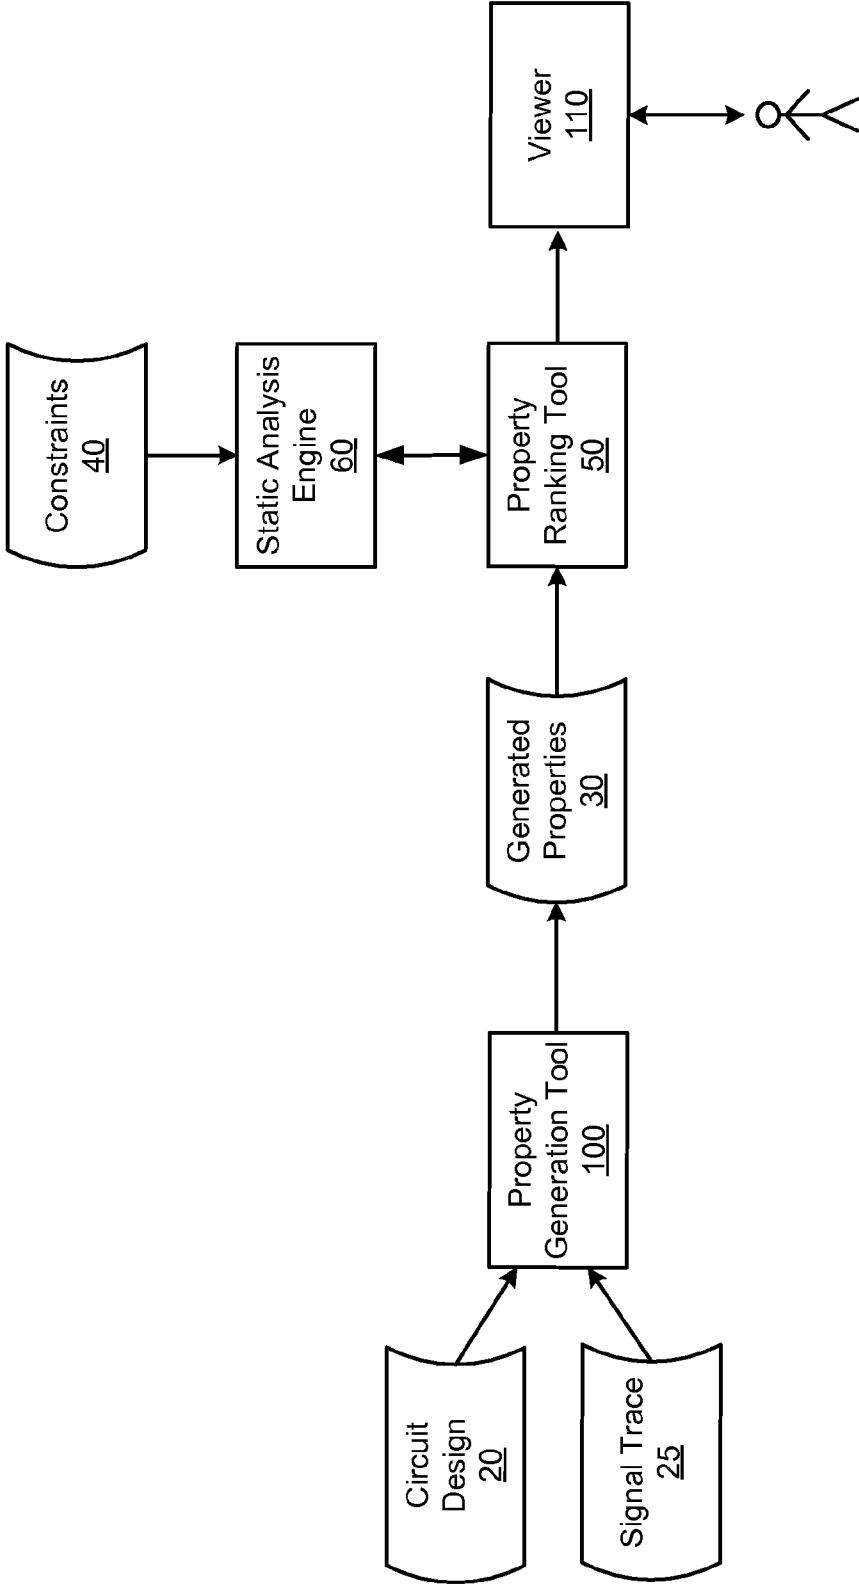 Circuit
Design
20
Signal Trace
25
Property
Generation Tool
100
Generated
Properties
30
Constraints
40
Static Analysis
Engine
60
Property
Ranking Tool
50
Viewer
110